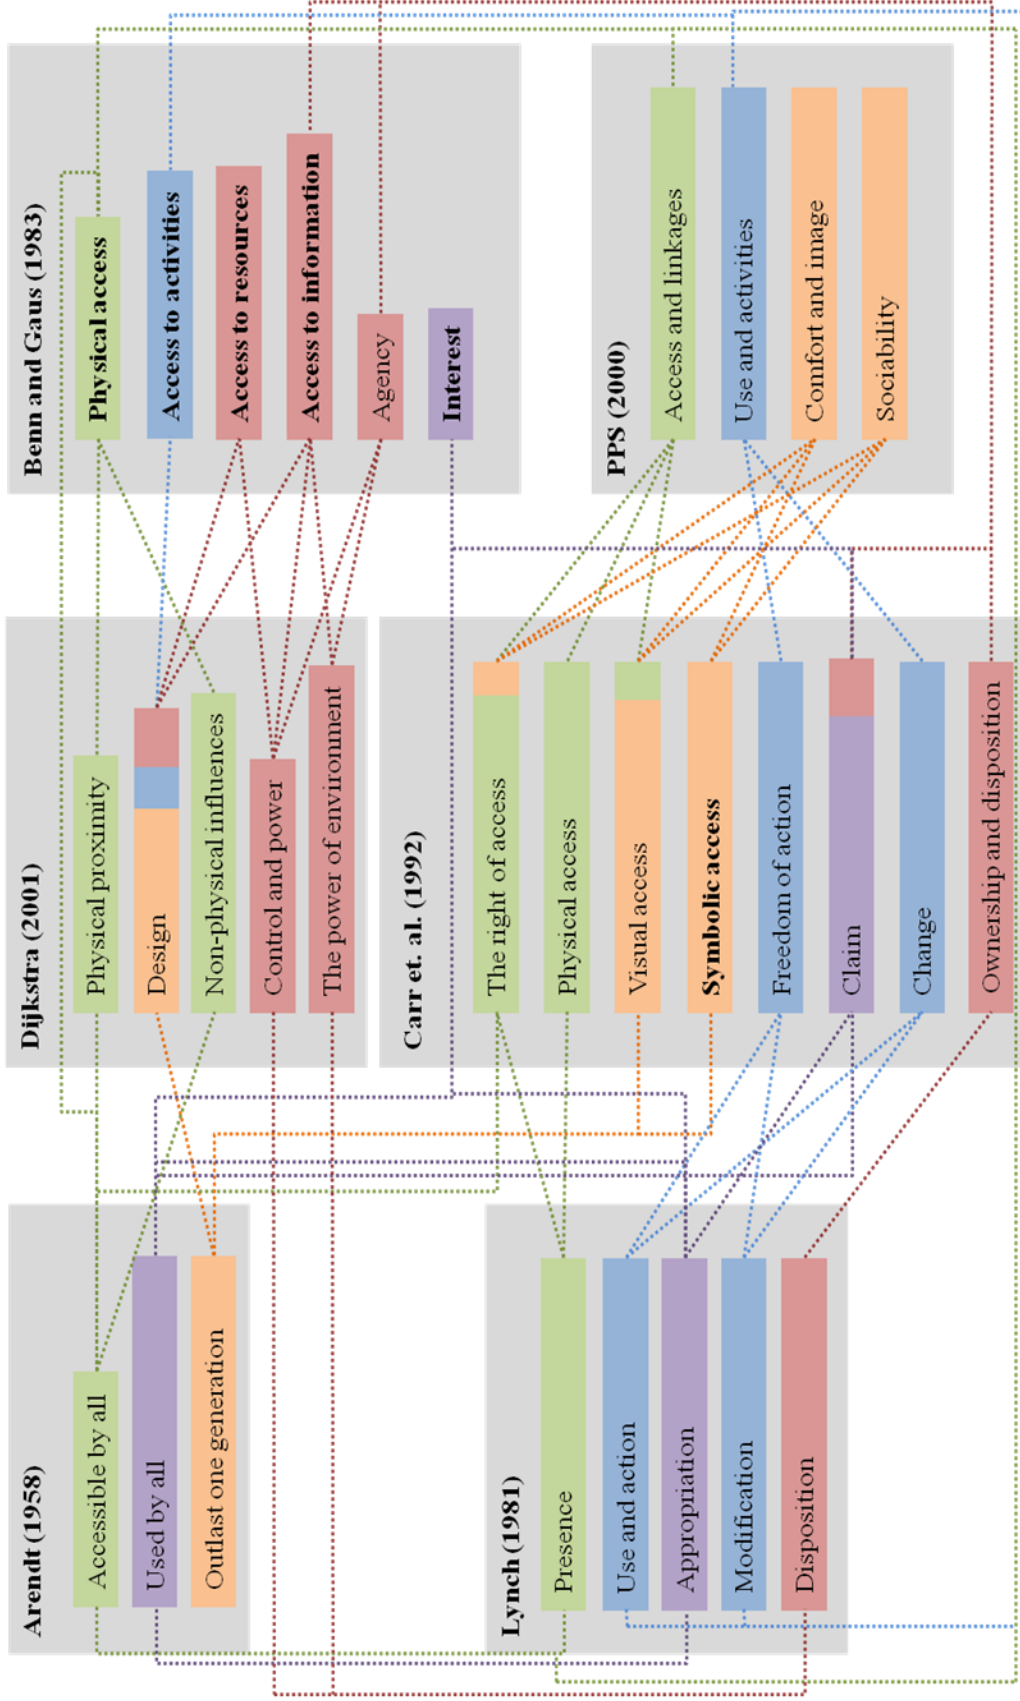 Arendt (1958)
Accessible by all
Used by all
Outlast one generation
Dijkstra (2001)
Physical proximity
Design
Non-physical influences
Control and power
The power of environment
Benn and Gaus (1983)
Physical access
Access to activities
Access to resources
Access to information
Agency
Interest
Lynch (1981)
Presence
Use and action
Appropriation
Modification
Disposition
Carr et. al. (1992)
The right of access
Physical access
Visual access
Symbolic access
Freedom of action
Claim
Change
Ownership and disposition
PPS (2000)
Access and linkages
Use and activities
Comfort and image
Sociability